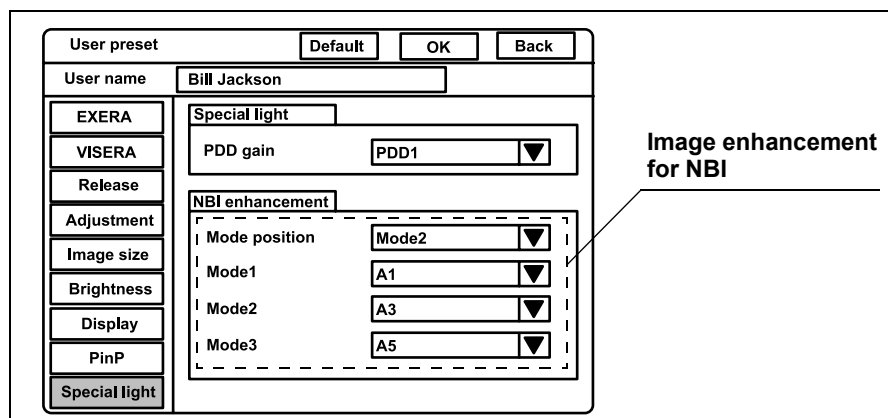 User preset Default OK Back
User name Bill Jackson
EXERA
VISERA
Release
Adjustment
Image size
Brightness
Display
PinP
Special light
Special light
PDD gain PDD1
NBI enhancement
Mode position Mode2
Mode1 A1
Mode2 A3
Mode3 A5
Image enhancement
for NBI